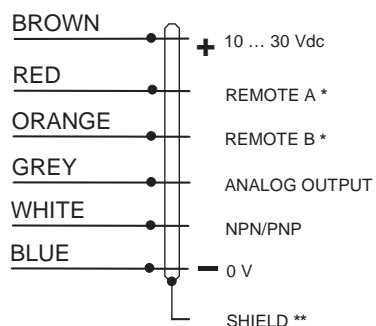 BROWN + 10 … 30 Vdc
RED REMOTE A *
ORANGE REMOTE B *
GREY ANALOG OUTPUT
WHITE NPN/PNP
BLUE − 0 V
SHIELD **